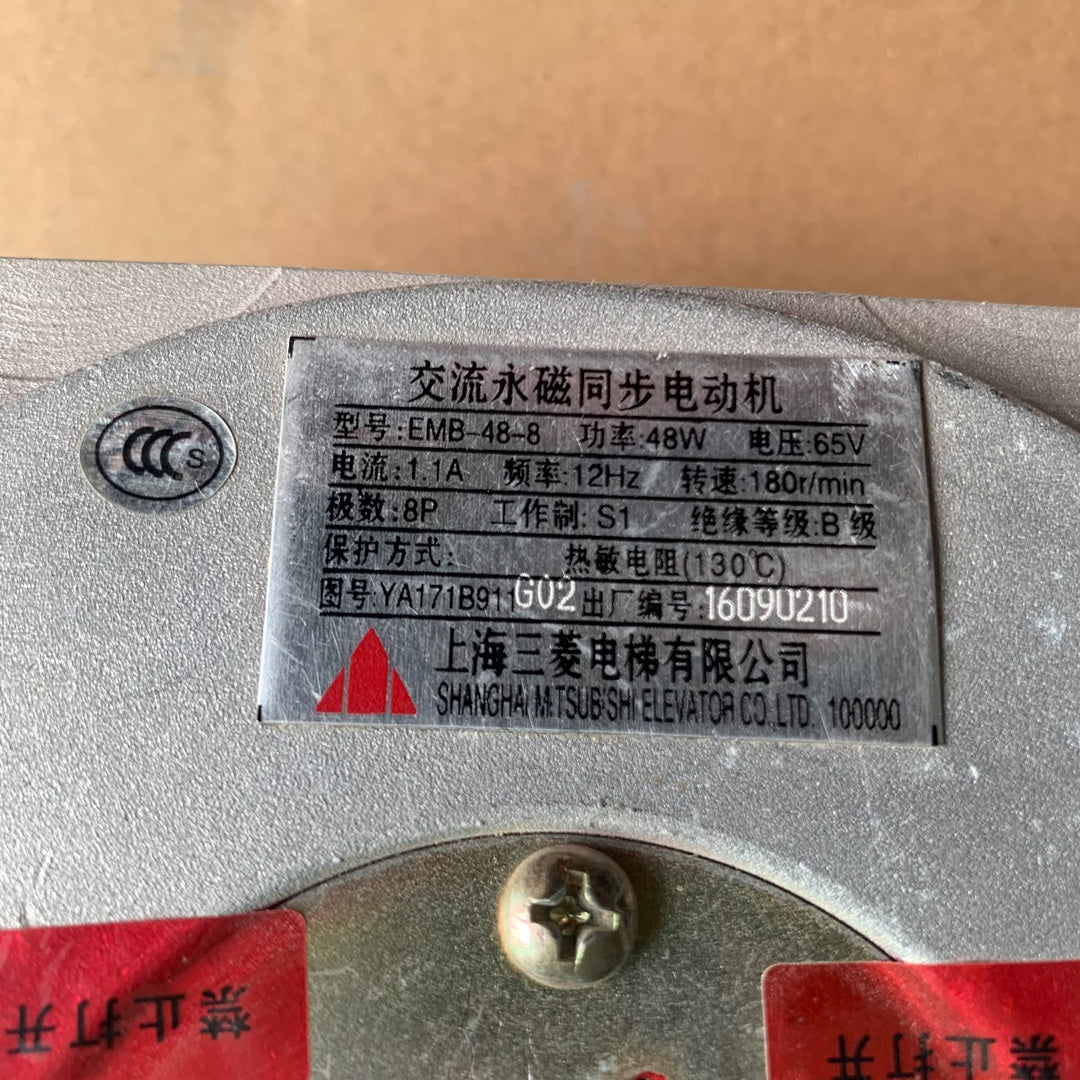 交流永磁同步电动机
型号:EMB-48-8 功率:48W 电压:65V
电流:1.1A 频率:12Hz 转速:180r/min
极数:8P 工作制:S1 绝缘等级:B级
保护方式: 热敏电阻(130℃)
图号:YA171B911G02 出厂编号:16090210
上海三菱电梯有限公司
SHANGHAI MITSUBISHI ELEVATOR CO.LTD. 100000
CCC S
禁止打开
禁止打开